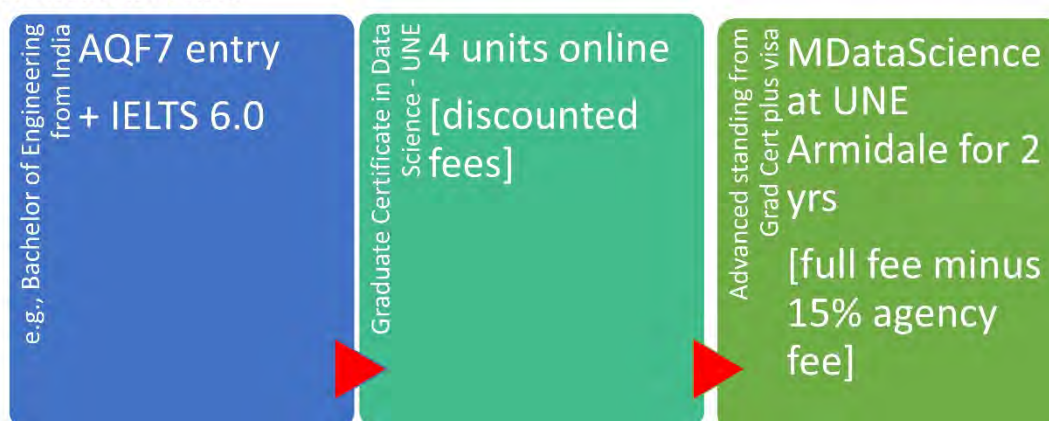 e.g., Bachelor of Engineering
from India
AQF7 entry
+ IELTS 6.0
Graduate Certificate in Data
Science - UNE
4 units online
[discounted
fees]
Advanced standing from
Grad Cert plus visa
MDataScience
at UNE
Armidale for 2
yrs
[full fee minus
15% agency
fee]